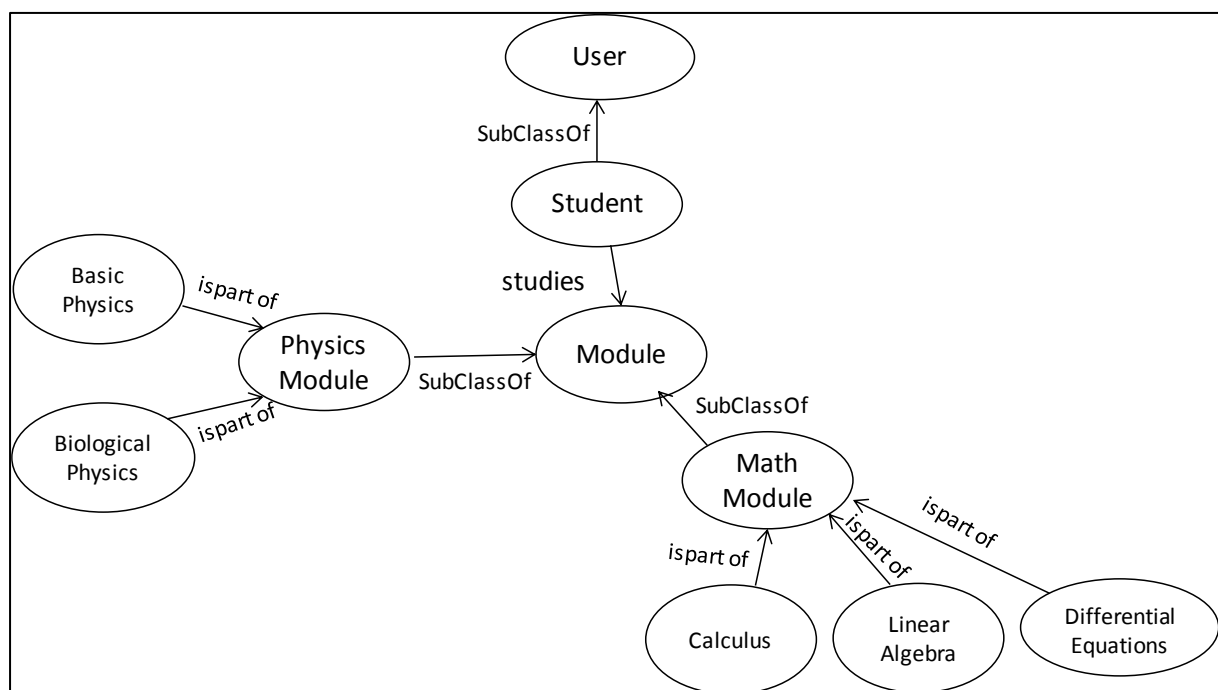 User
SubClassOf
Student
studies
Basic
Physics
ispart of
Physics
Module
SubClassOf
Module
Biological
Physics
ispart of
SubClassOf
Math
Module
ispart of
ispart of
ispart of
Calculus
Linear
Algebra
Differential
Equations